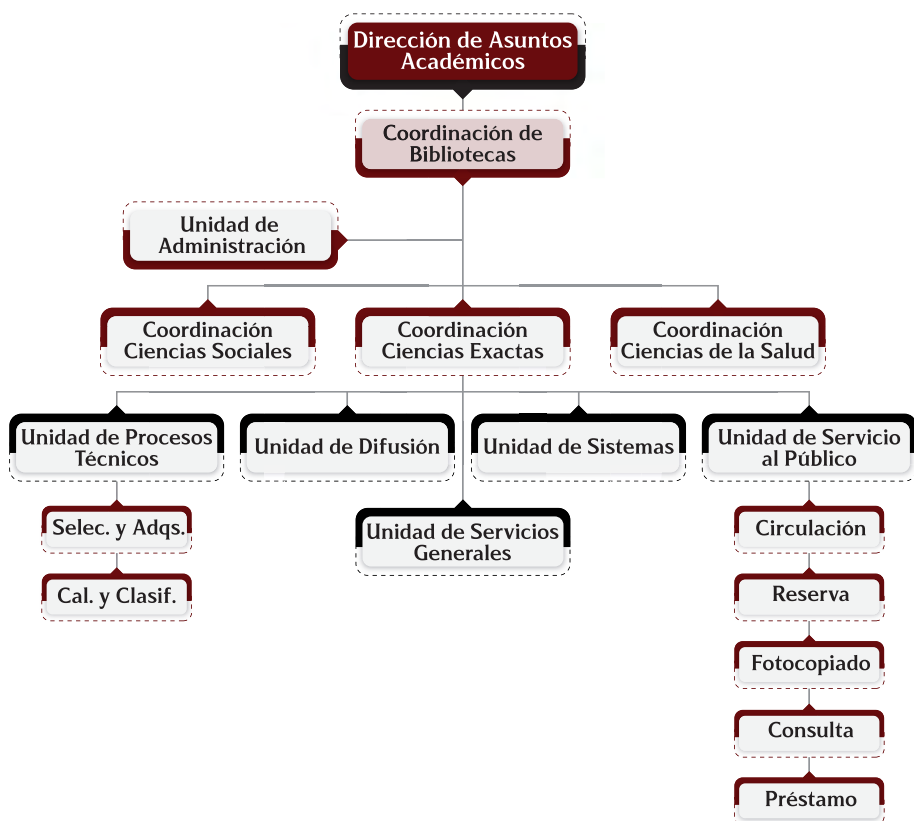 Dirección de Asuntos
Académicos
Coordinación de
Bibliotecas
Unidad de
Administración
Coordinación
Ciencias Sociales
Coordinación
Ciencias Exactas
Coordinación
Ciencias de la Salud
Unidad de Procesos
Técnicos
Unidad de Difusión
Unidad de Sistemas
Unidad de Servicio
al Público
Selec. y Adqs.
Cal. y Clasif.
Unidad de Servicios
Generales
Circulación
Reserva
Fotocopiado
Consulta
Préstamo